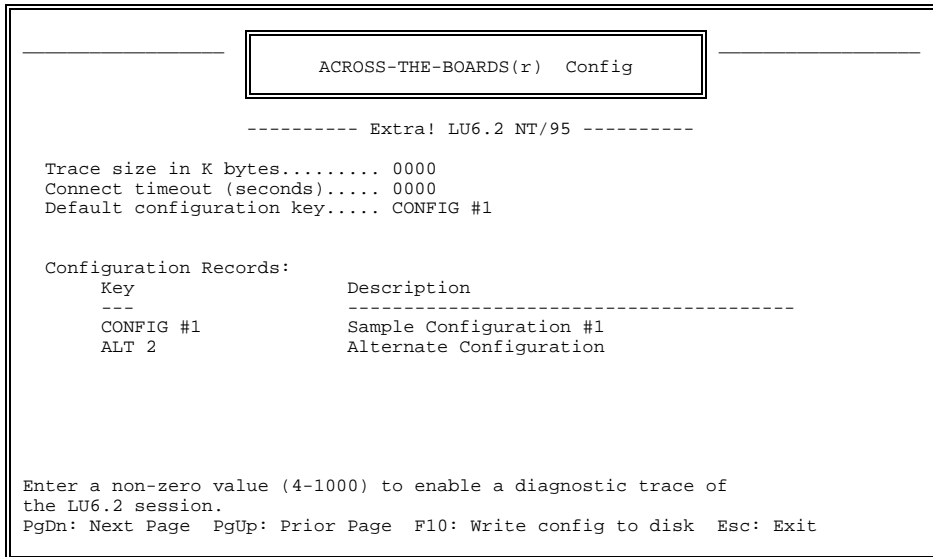 ACROSS-THE-BOARDS(r) Config
---------- Extra! LU6.2 NT/95 ----------
Trace size in K bytes......... 0000
Connect timeout (seconds)..... 0000
Default configuration key..... CONFIG #1
Configuration Records:
Key Description
--- ----------------------------------------
CONFIG #1 Sample Configuration #1
ALT 2 Alternate Configuration
Enter a non-zero value (4-1000) to enable a diagnostic trace of
the LU6.2 session.
PgDn: Next Page PgUp: Prior Page F10: Write config to disk Esc: Exit